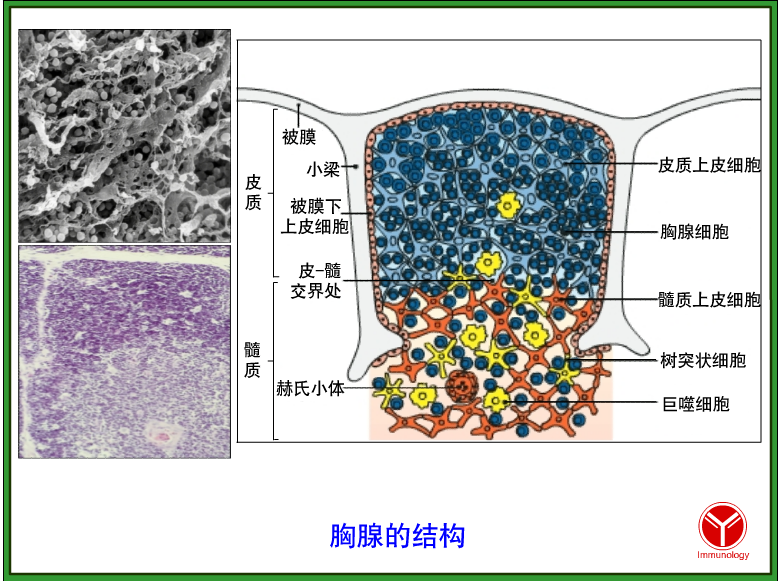 被膜
小梁
皮质
被膜下
上皮细胞
皮-髓
交界处
髓质
赫氏小体
皮质上皮细胞
胸腺细胞
髓质上皮细胞
树突状细胞
巨噬细胞
胸腺的结构
Immunology